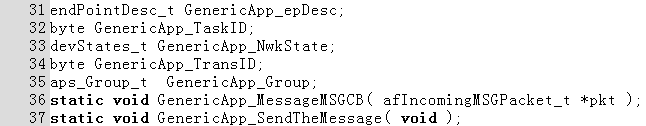 31 endPointDesc_t GenericApp_epDesc;
32 byte GenericApp_TaskID;
33 devStates_t GenericApp_NwkState;
34 byte GenericApp_TransID;
35 aps_Group_t  GenericApp_Group;
36 static void GenericApp_MessageMSGCB( afIncomingMSGPacket_t *pkt );
37 static void GenericApp_SendTheMessage( void );